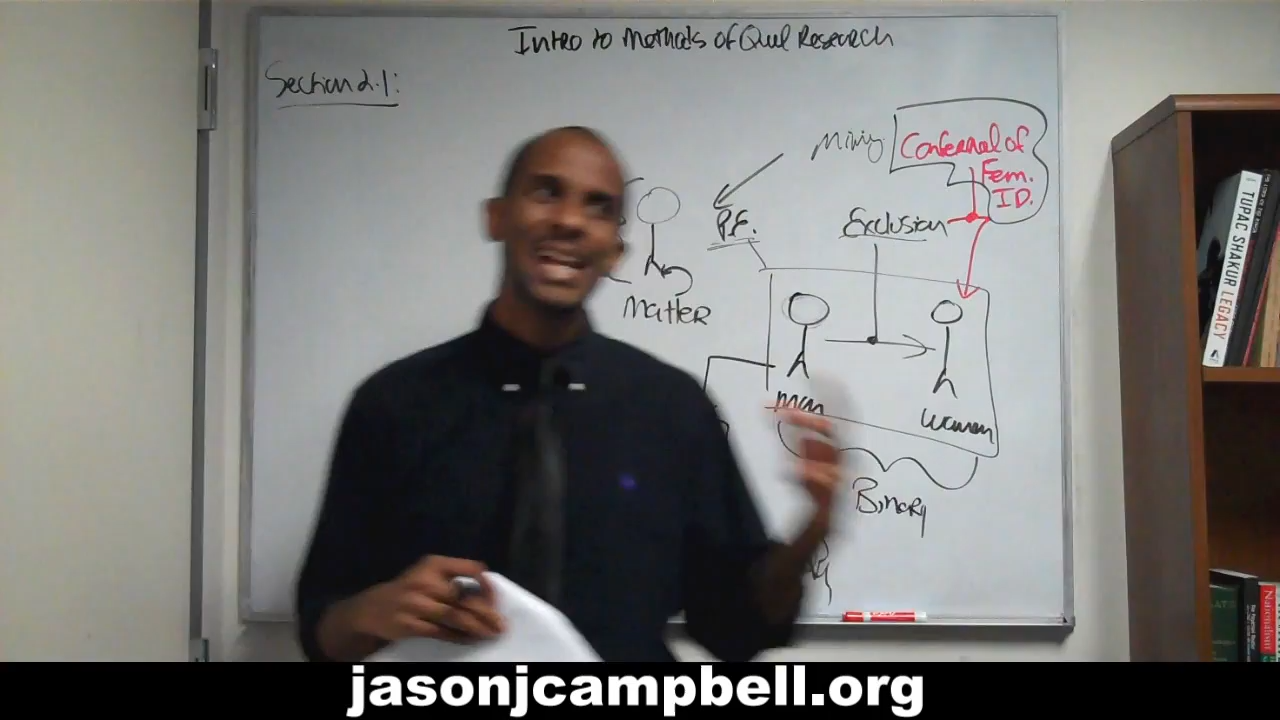 Intro to Methods of Qual Research
Section 2.1:
Conferral of
Fem.
ID.
P.F.
Exclusion
Matter
man
woman
Binary
TUPAC SHAKUR LEGACY
Nationalism
jasonjcampbell.org